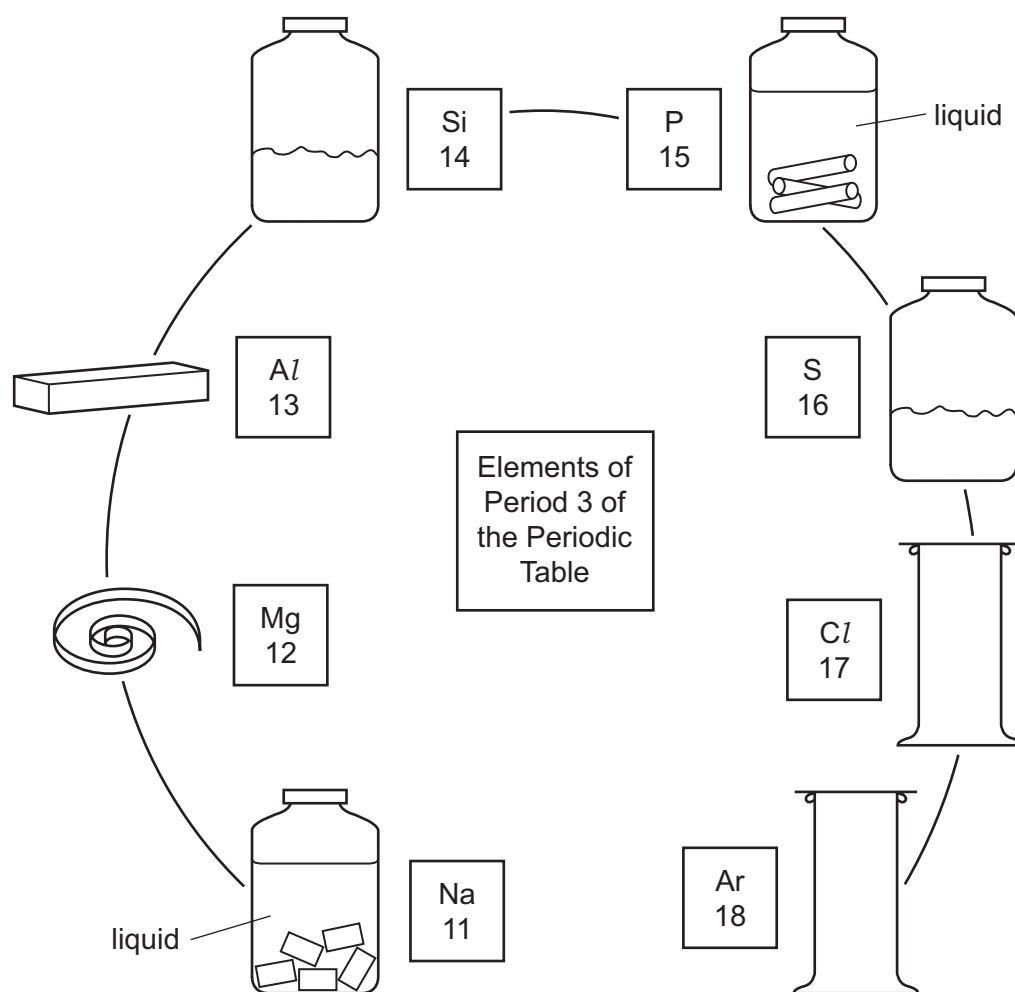 Si
14
P
15
liquid
Al
13
S
16
Elements of
Period 3 of
the Periodic
Table
Mg
12
Cl
17
Na
11
liquid
Ar
18